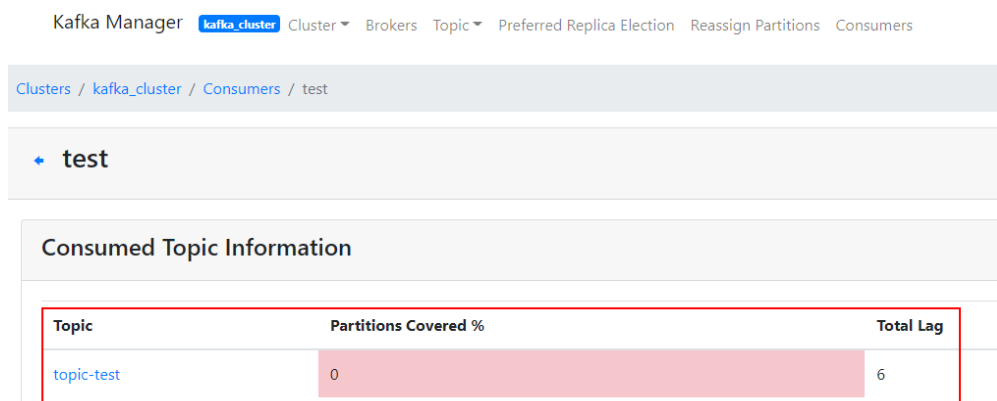 Kafka Manager kafka_cluster Cluster Brokers Topic Preferred Replica Election Reassign Partitions Consumers
Clusters / kafka_cluster / Consumers / test
test
Consumed Topic Information
Topic Partitions Covered % Total Lag
topic-test 0 6